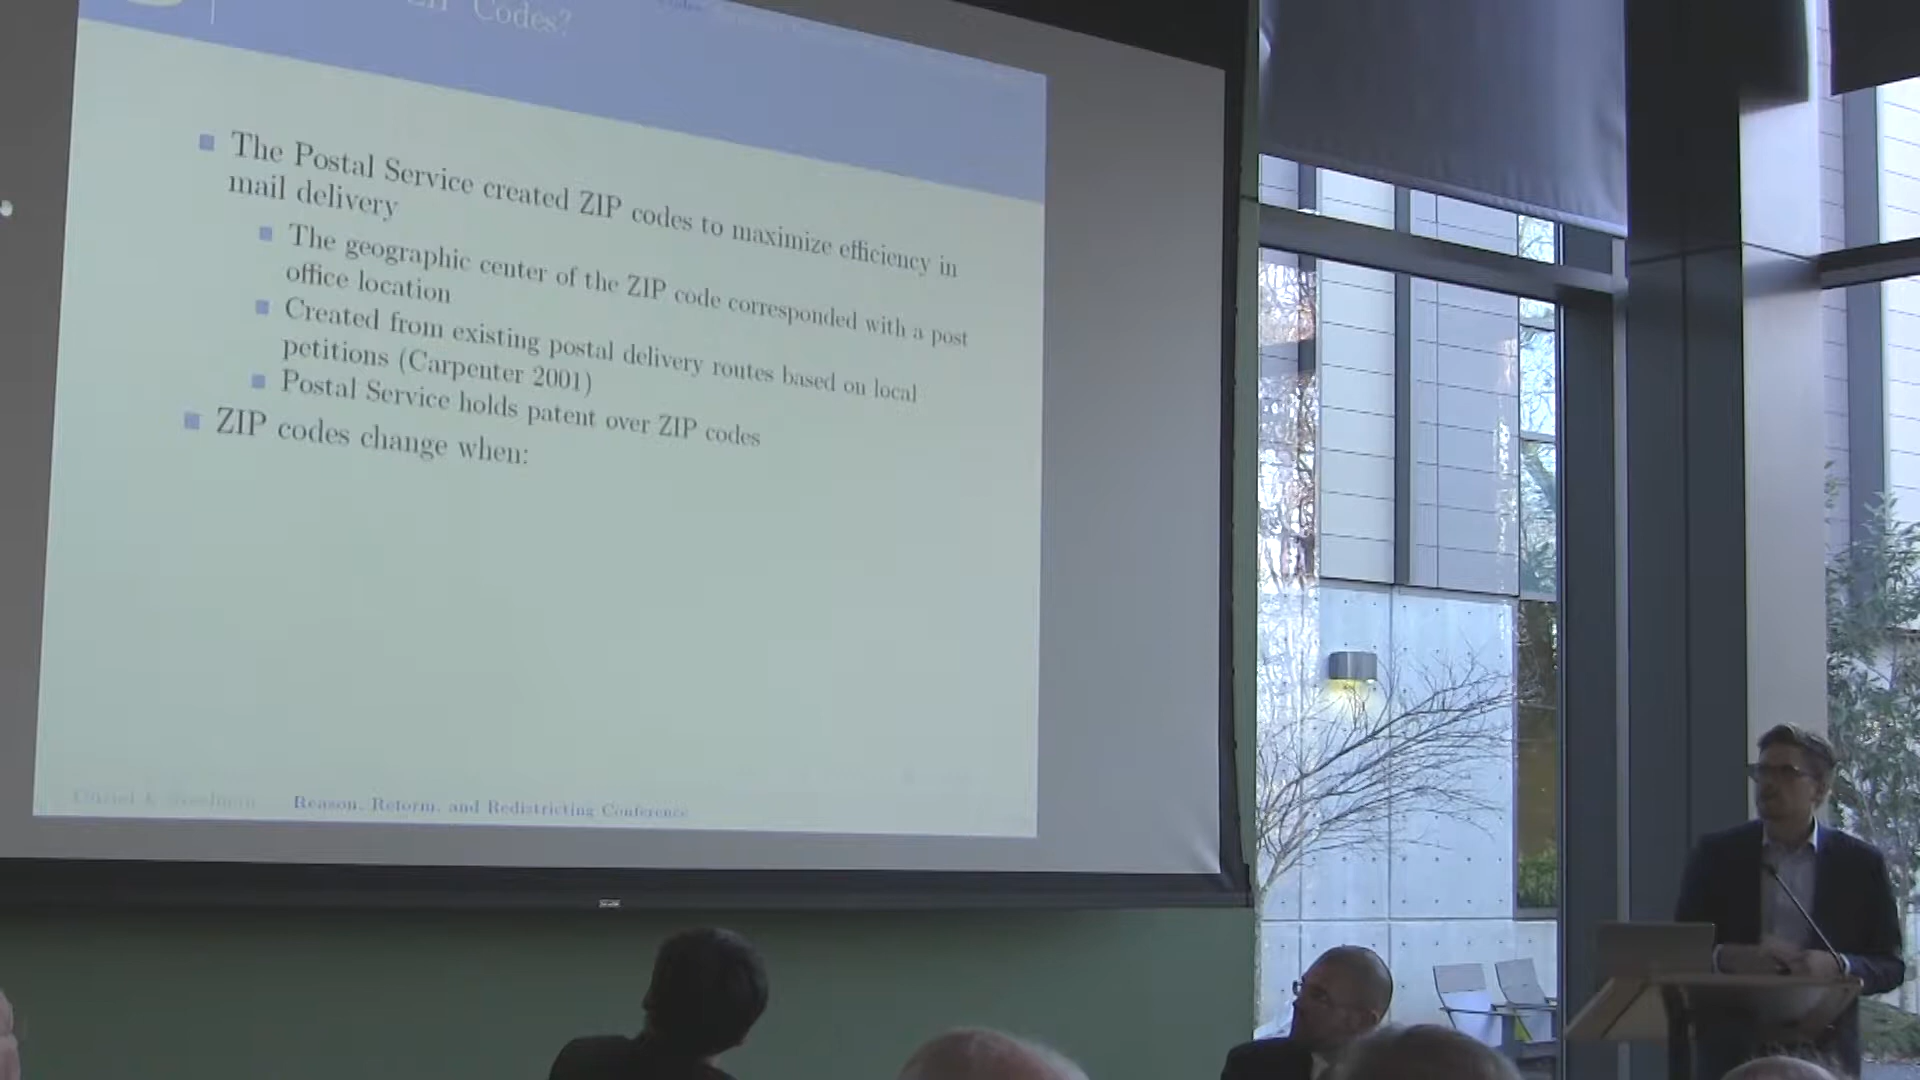 Codes?
The Postal Service created ZIP codes to maximize efficiency in
mail delivery
The geographic center of the ZIP code corresponded with a post
office location
Created from existing postal delivery routes based on local
petitions (Carpenter 2001)
Postal Service holds patent over ZIP codes
ZIP codes change when:
Reason, Reform, and Redistricting Conference